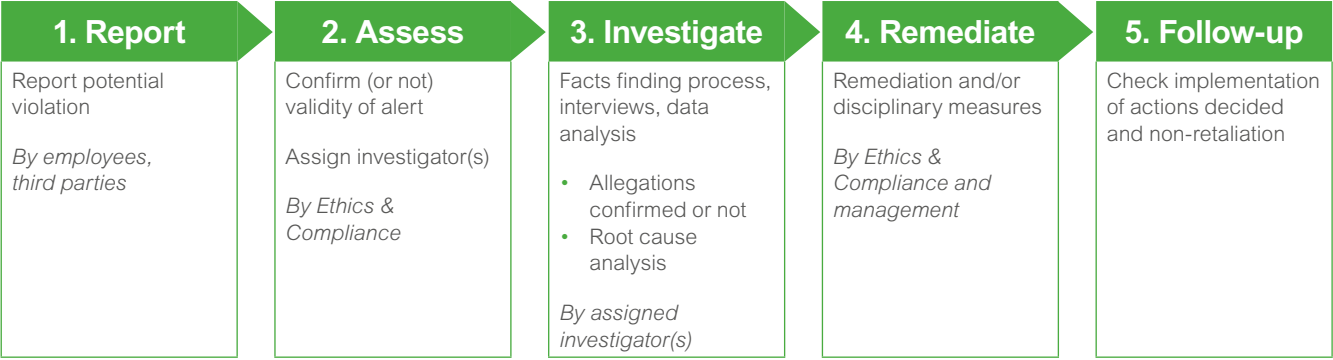 1. Report
Report potential
violation
By employees,
third parties
2. Assess
Confirm (or not)
validity of alert
Assign investigator(s)
By Ethics &
Compliance
3. Investigate
Facts finding process,
interviews, data
analysis
• Allegations
confirmed or not
• Root cause
analysis
By assigned
investigator(s)
4. Remediate
Remediation and/or
disciplinary measures
By Ethics &
Compliance and
management
5. Follow-up
Check implementation
of actions decided
and non-retaliation